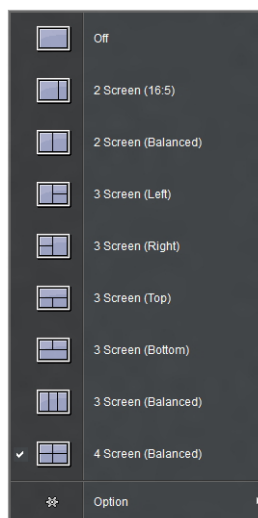 Off
2 Screen (16:5)
2 Screen (Balanced)
3 Screen (Left)
3 Screen (Right)
3 Screen (Top)
3 Screen (Bottom)
3 Screen (Balanced)
4 Screen (Balanced)
Option